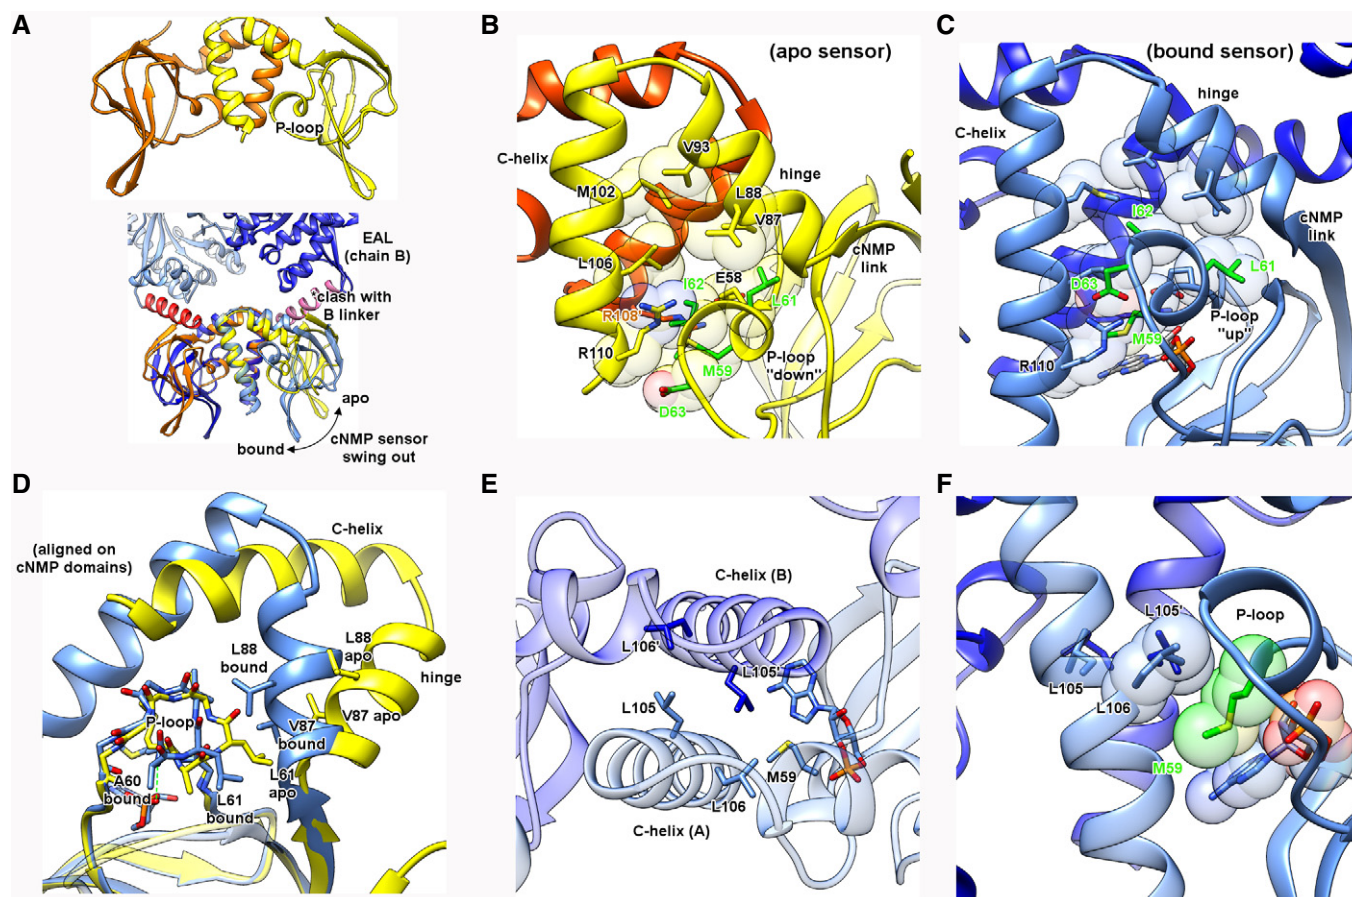 A
P-loop
EAL
(chain B)
clash with
B linker
apo
bound
cNMP sensor
swing out
B
(apo sensor)
C-helix
V93
hinge
M102
L88
V87
cNMP
link
L106
E58
I62
L61
R108'
R110
P-loop
"down"
M59
D63
C
(bound sensor)
hinge
C-helix
I62
cNMP
link
L61
D63
P-loop
"up"
M59
R110
D
C-helix
(aligned on
cNMP domains)
L88
apo
L88
bound
hinge
P-loop
V87 apo
V87
bound
L61
apo
A60
bound
L61
bound
E
C-helix (B)
L106'
L105'
L105
M59
L106
C-helix (A)
F
L105'
P-loop
L105
L106
M59